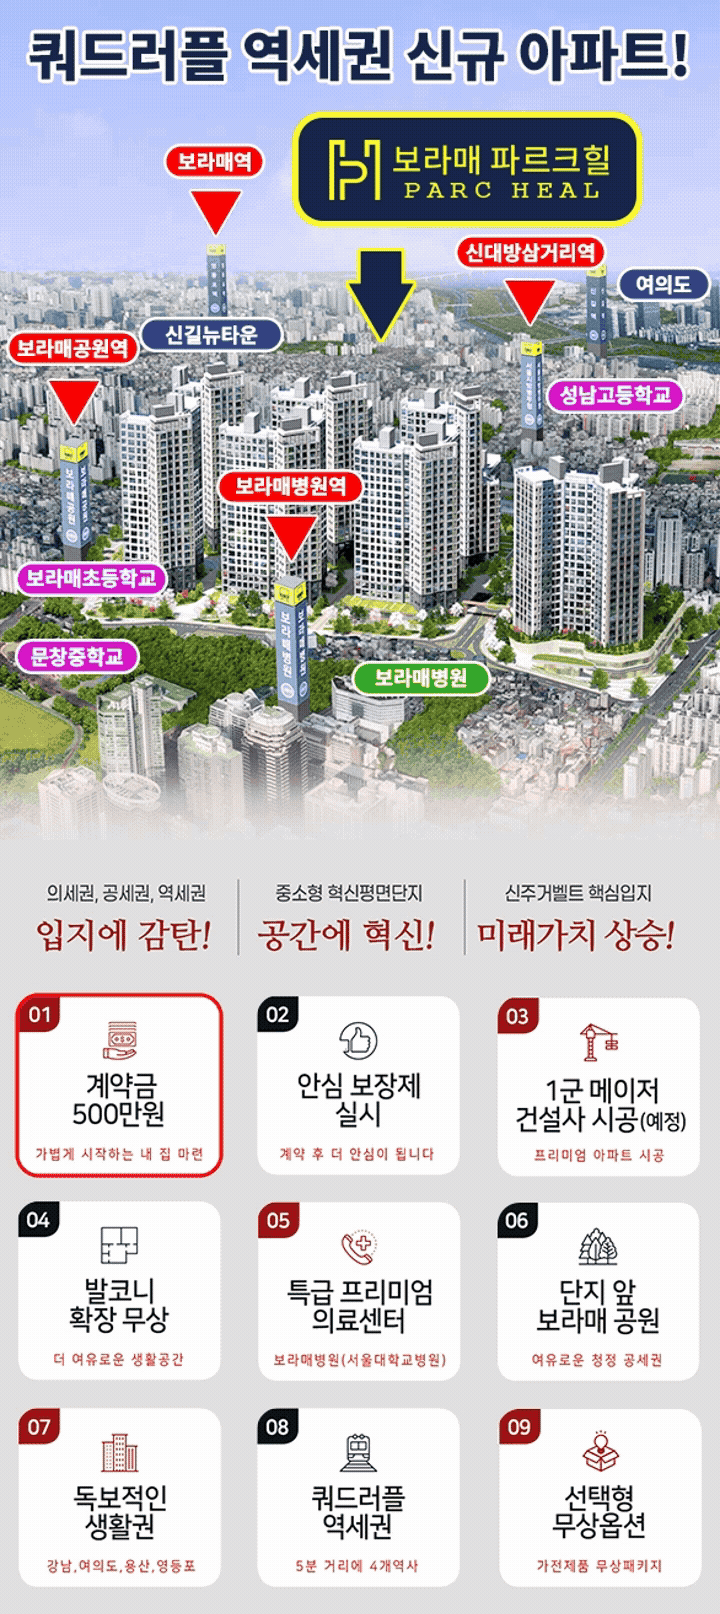 쿼드러플 역세권 신규 아파트!
보라매 파르크힐
PARC HEAL
보라매역
신대방삼거리역
여의도
신길뉴타운
보라매공원역
성남고등학교
보라매병원역
보라매공원
보라매초등학교
보라매병원
문창중학교
보라매병원
의세권, 공세권, 역세권
입지에 감탄!
중소형 혁신평면단지
공간에 혁신!
신주거벨트 핵심입지
미래가치 상승!
01
계약금
500만원
가볍게 시작하는 내 집 마련
02
안심 보장제
실시
계약 후 더 안심이 됩니다
03
1군 메이저
건설사 시공(예정)
프리미엄 아파트 시공
04
발코니
확장 무상
더 여유로운 생활공간
05
특급 프리미엄
의료센터
보라매병원(서울대학교병원)
06
단지 앞
보라매 공원
여유로운 청정 공세권
07
독보적인
생활권
강남,여의도,용산,영등포
08
쿼드러플
역세권
5분 거리에 4개역사
09
선택형
무상옵션
가전제품 무상패키지